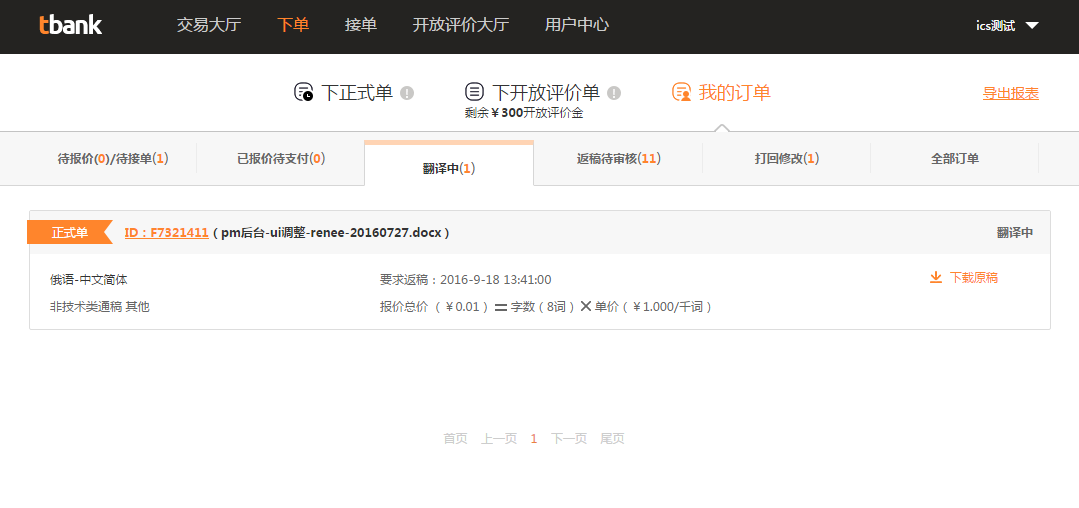 tbank 交易大厅 下单 接单 开放评价大厅 用户中心 ics测试
下正式单 下开放评价单 我的订单 导出报表
剩余￥300开放评价金
待报价(0)/待接单(1) 已报价待支付(0) 翻译中(1) 返稿待审核(11) 打回修改(1) 全部订单
正式单 ID：F7321411（pm后台-ui调整-renee-20160727.docx） 翻译中
俄语-中文简体 要求返稿：2016-9-18 13:41:00 下载原稿
非技术类通稿 其他 报价总价（￥0.01）＝字数（8词）×单价（￥1.000/千词）
首页 上一页 1 下一页 尾页